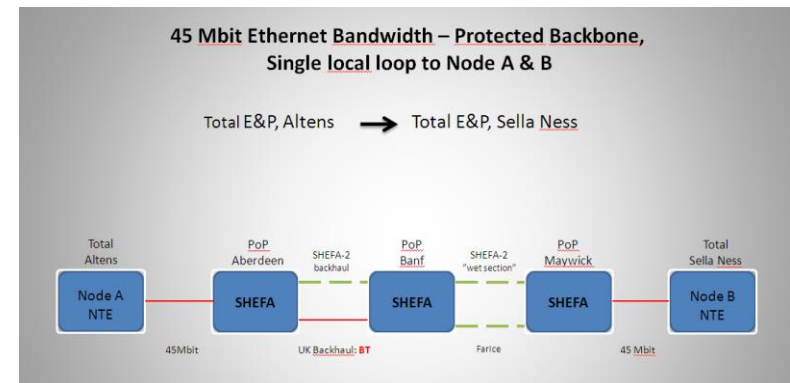 45 Mbit Ethernet Bandwidth – Protected Backbone,
Single local loop to Node A & B
Total E&P, Altens → Total E&P, Sella Ness
Total
Altens
PoP
Aberdeen
SHEFA-2
backhaul
PoP
Banf
SHEFA-2
"wet section"
PoP
Maywick
Total
Sella Ness
Node A
NTE
SHEFA
SHEFA
SHEFA
Node B
NTE
45Mbit
UK Backhaul: BT
Farice
45 Mbit